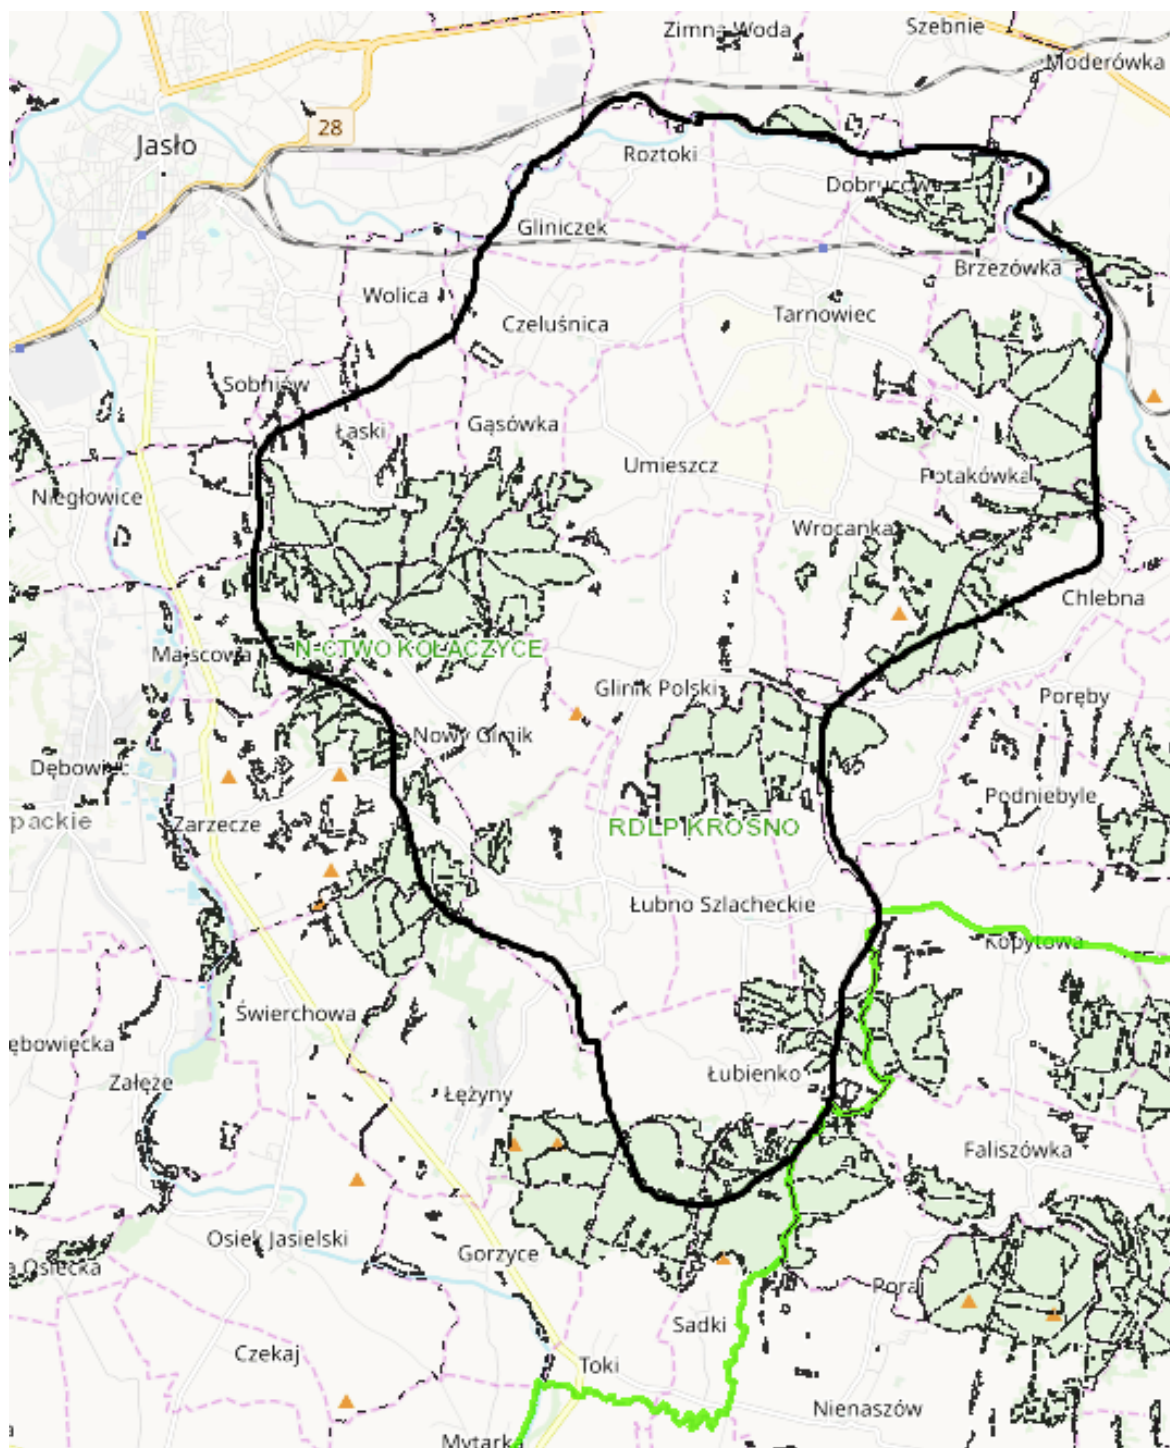 Zimna Woda
Szebnie
Moderówka
28
Jasło
Roztoki
Dobrucowa
Gliniczek
Brzezówka
Wolica
Czeluśnica
Tarnowiec
Sobniów
Łaski
Gąsówka
Umieszcz
Potakówka
Niegłowice
Wrocanka
Chlebna
Majscowa
N-CTWO KOŁACZYCE
Glinik Polski
Poręby
Nowy Glinik
Dębowiec
Podniebyle
packie
Zarzecze
RDLP KROSNO
Łubno Szlacheckie
Kopytowa
Świerchowa
ębowiecka
Załęże
Łubienko
Łężyny
Faliszówka
Osiek Jasielski
Gorzyce
a Osiecka
Poraj
Sadki
Czekaj
Toki
Nienaszów
Mytarka
a